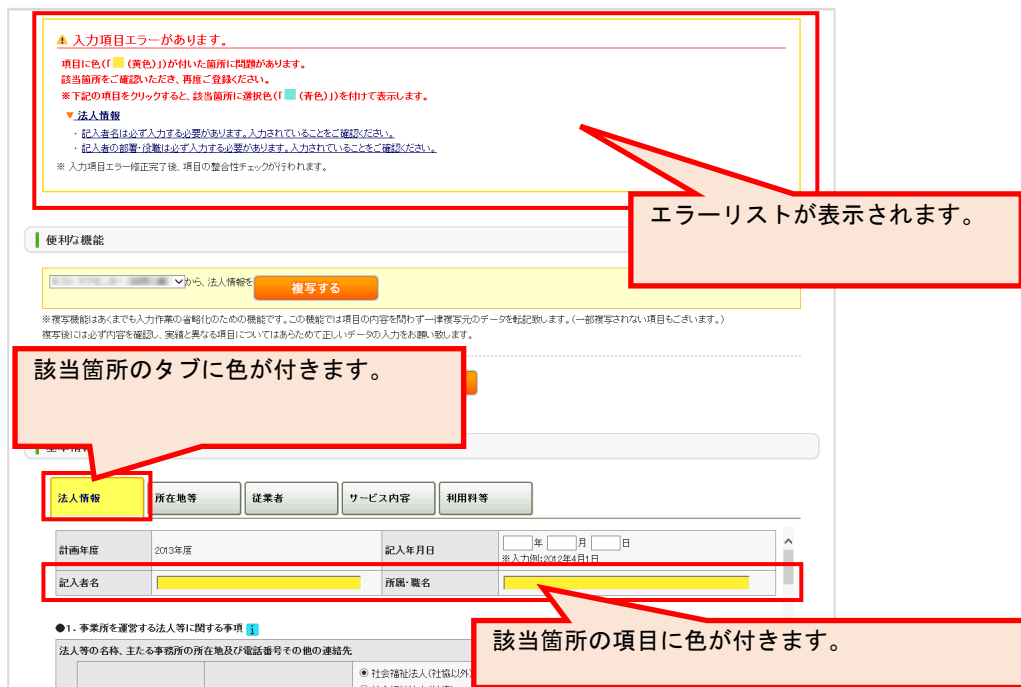 入力項目エラーがあります。
項目に色(「 (黄色)」)が付いた箇所に問題があります。
該当箇所をご確認いただき、再度ご登録ください。
※下記の項目をクリックすると、該当箇所に選択色(「 (青色)」)を付けて表示します。
▼ 法人情報
・ 記入者名は必ず入力する必要があります。入力されていることをご確認ください。
・ 記入者の部署・役職は必ず入力する必要があります。入力されていることをご確認ください。
※ 入力項目エラー修正完了後、項目の整合性チェックが行われます。
エラーリストが表示されます。
便利な機能
から、法人情報を 複写する
※複写機能はあくまでも入力作業の省略化のための機能です。この機能では項目の内容を問わず一律複写元のデータを転記致します。(一部複写されない項目もございます。)
複写後には必ず内容を確認し、実績と異なる項目についてはあらためて正しいデータの入力をお願い致します。
該当箇所のタブに色が付きます。
法人情報 所在地等 従業者 サービス内容 利用料等
計画年度 2013年度 記入年月日 年 月 日
※入力例:2012年4月1日
記入者名 所属・職名
該当箇所の項目に色が付きます。
●1. 事業所を運営する法人等に関する事項 i
法人等の名称、主たる事務所の所在地及び電話番号その他の連絡先
社会福祉法人(社協以外)